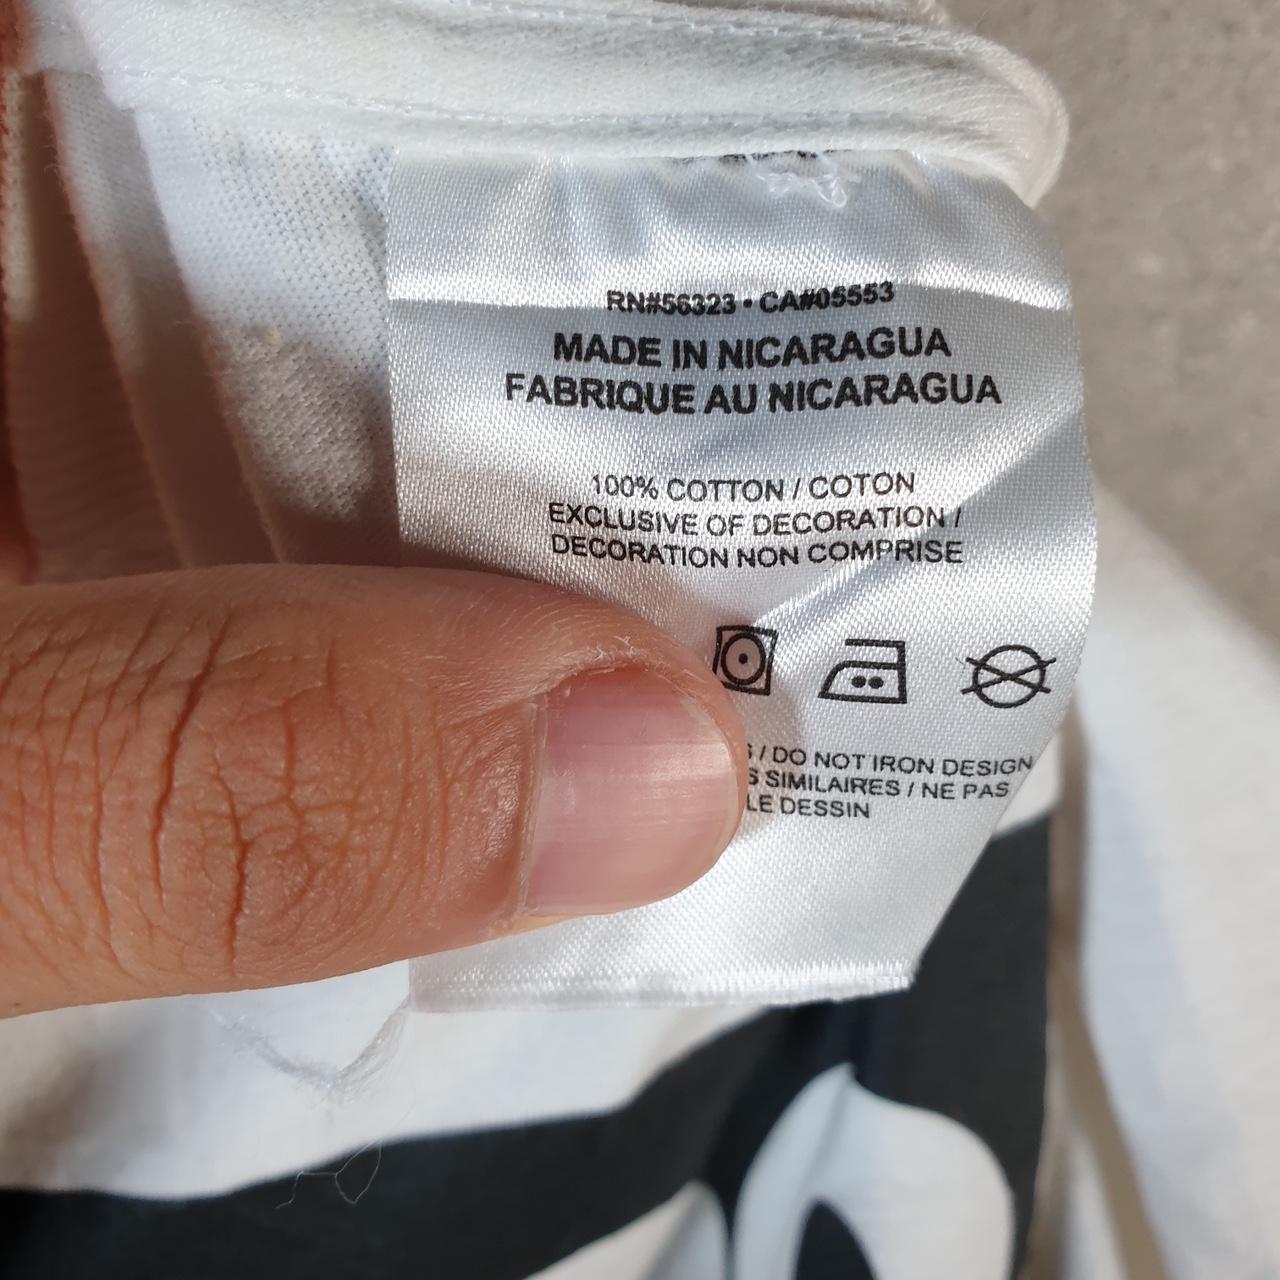 RN#56323 • CA#05553
MADE IN NICARAGUA
FABRIQUE AU NICARAGUA
100% COTTON / COTON
EXCLUSIVE OF DECORATION /
DECORATION NON COMPRISE
/ DO NOT IRON DESIGN
SIMILAIRES / NE PAS
LE DESSIN